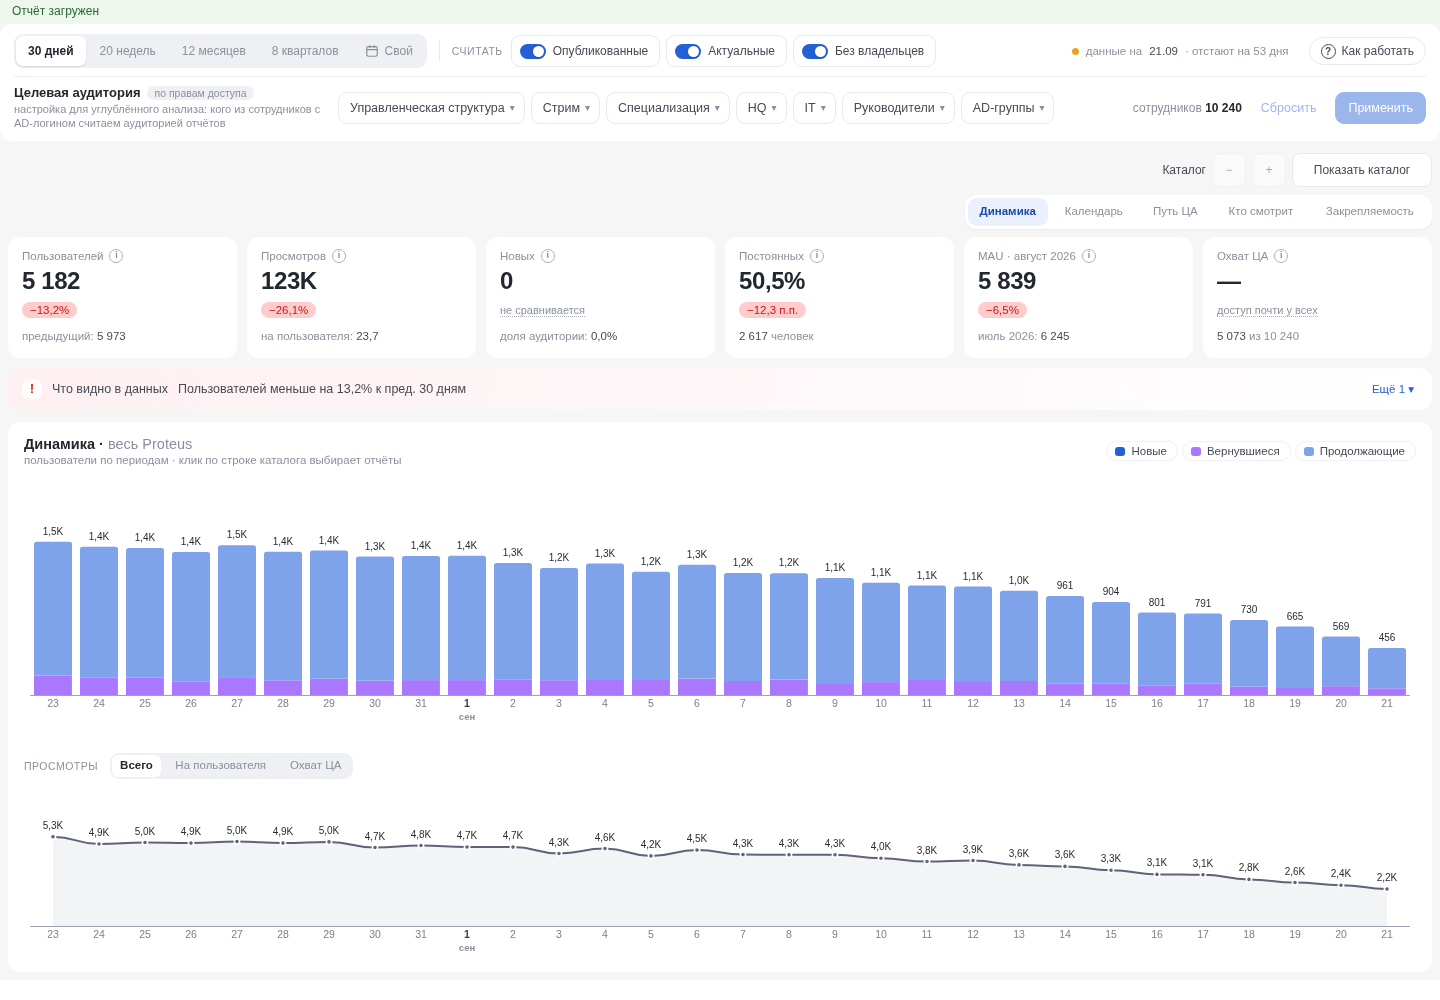 Отчёт загружен
30 дней 20 недель 12 месяцев 8 кварталов Свой СЧИТАТЬ Опубликованные Актуальные Без владельцев данные на 21.09 · отстают на 53 дня ? Как работать
Целевая аудитория по правам доступа
настройка для углублённого анализа: кого из сотрудников с
AD-логином считаем аудиторией отчётов
Управленческая структура ▾ Стрим ▾ Специализация ▾ HQ ▾ IT ▾ Руководители ▾ AD-группы ▾ сотрудников 10 240 Сбросить Применить
Каталог − + Показать каталог
Динамика Календарь Путь ЦА Кто смотрит Закрепляемость
Пользователей i
5 182
−13,2%
предыдущий: 5 973
Просмотров i
123K
−26,1%
на пользователя: 23,7
Новых i
0
не сравнивается
доля аудитории: 0,0%
Постоянных i
50,5%
−12,3 п.п.
2 617 человек
MAU · август 2026 i
5 839
−6,5%
июль 2026: 6 245
Охват ЦА i
—
доступ почти у всех
5 073 из 10 240
! Что видно в данных Пользователей меньше на 13,2% к пред. 30 дням Ещё 1 ▾
Динамика · весь Proteus
пользователи по периодам · клик по строке каталога выбирает отчёты
Новые Вернувшиеся Продолжающие
1,5K 1,4K 1,4K 1,4K 1,5K 1,4K 1,4K 1,3K 1,4K 1,4K 1,3K 1,2K 1,3K 1,2K 1,3K 1,2K 1,2K 1,1K 1,1K 1,1K 1,1K 1,0K 961 904 801 791 730 665 569 456
23 24 25 26 27 28 29 30 31 1 2 3 4 5 6 7 8 9 10 11 12 13 14 15 16 17 18 19 20 21
сен
ПРОСМОТРЫ Всего На пользователя Охват ЦА
5,3K 4,9K 5,0K 4,9K 5,0K 4,9K 5,0K 4,7K 4,8K 4,7K 4,7K 4,3K 4,6K 4,2K 4,5K 4,3K 4,3K 4,3K 4,0K 3,8K 3,9K 3,6K 3,6K 3,3K 3,1K 3,1K 2,8K 2,6K 2,4K 2,2K
23 24 25 26 27 28 29 30 31 1 2 3 4 5 6 7 8 9 10 11 12 13 14 15 16 17 18 19 20 21
сен